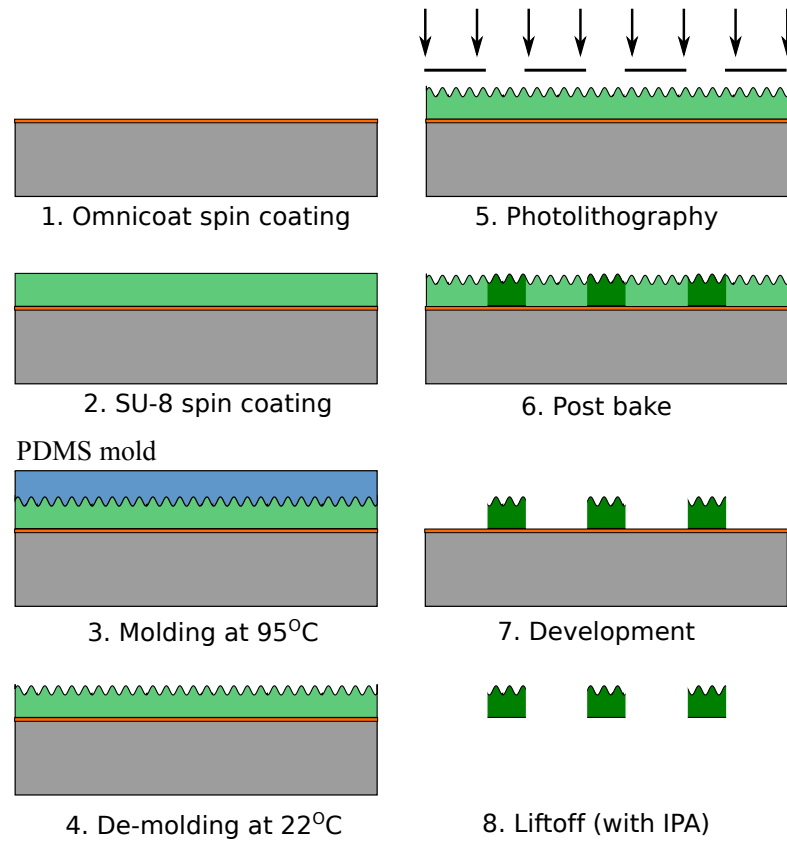 1. Omnicoat spin coating
2. SU-8 spin coating
PDMS mold
3. Molding at 95ᴼC
4. De-molding at 22ᴼC
5. Photolithography
6. Post bake
7. Development
8. Liftoff (with IPA)